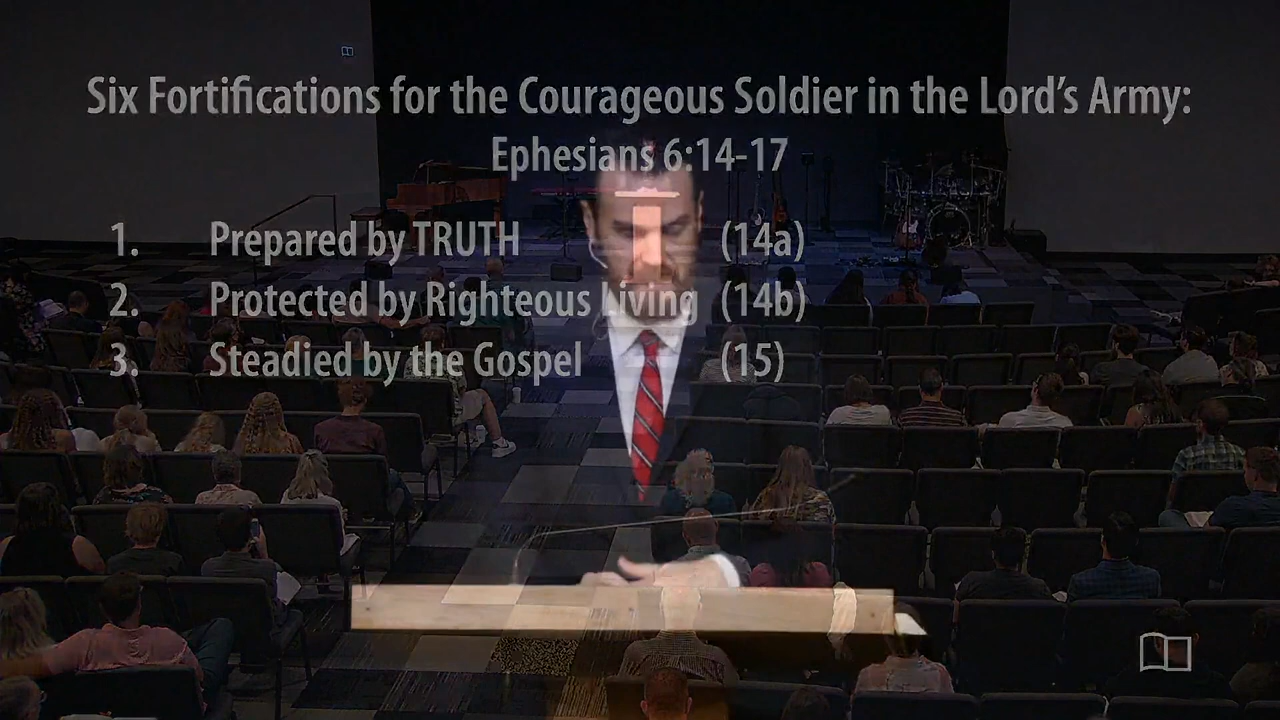 Six Fortifications for the Courageous Soldier in the Lord's Army:
Ephesians 6:14-17
1. Prepared by TRUTH (14a)
2. Protected by Righteous Living (14b)
3. Steadied by the Gospel (15)